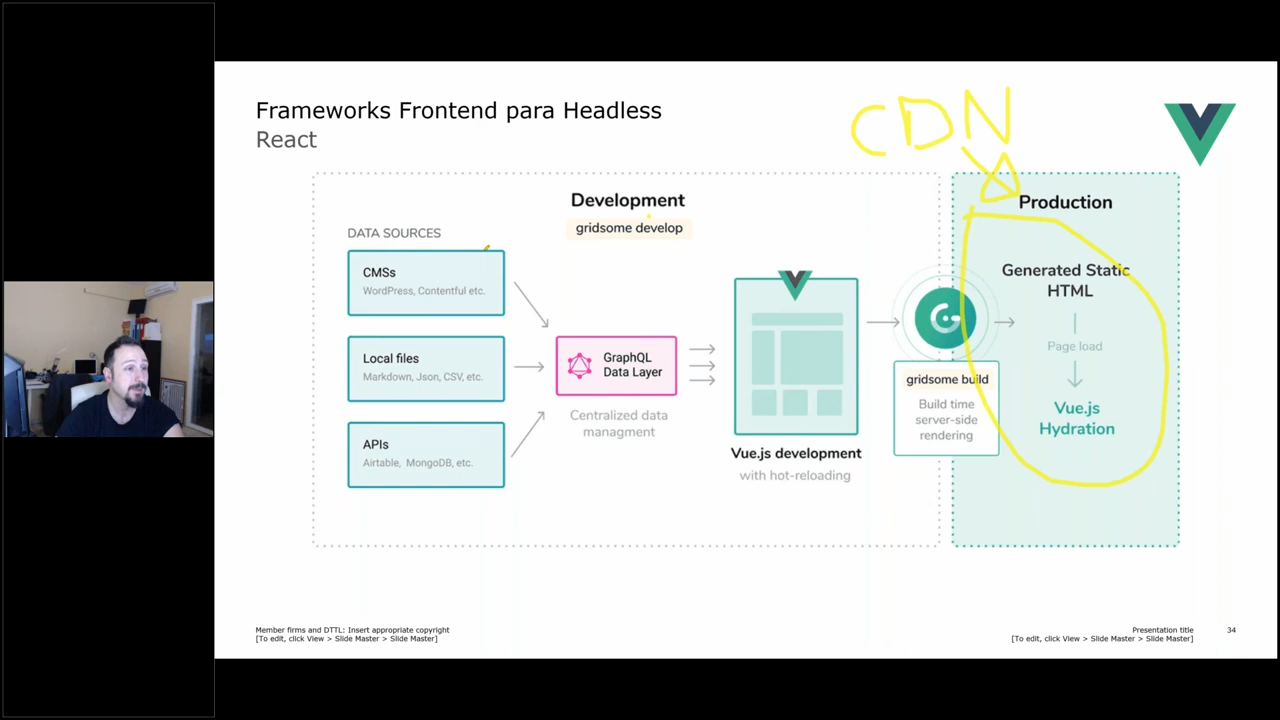 Frameworks Frontend para Headless
React
CDN
Development
gridsome develop
DATA SOURCES
CMSs
WordPress, Contentful etc.
Local files
Markdown, Json, CSV, etc.
APIs
Airtable, MongoDB, etc.
GraphQL
Data Layer
Centralized data
managment
Vue.js development
with hot-reloading
gridsome build
Build time
server-side
rendering
Production
Generated Static
HTML
Page load
Vue.js
Hydration
Member firms and DTTL: Insert appropriate copyright
[To edit, click View > Slide Master > Slide Master]
Presentation title
[To edit, click View > Slide Master > Slide Master]
34